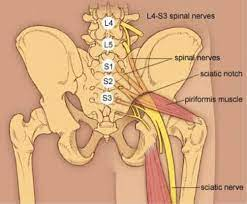 L4
L4-S3 spinal nerves
L5
S1
spinal nerves
S2
sciatic notch
S3
piriformis muscle
sciatic nerve